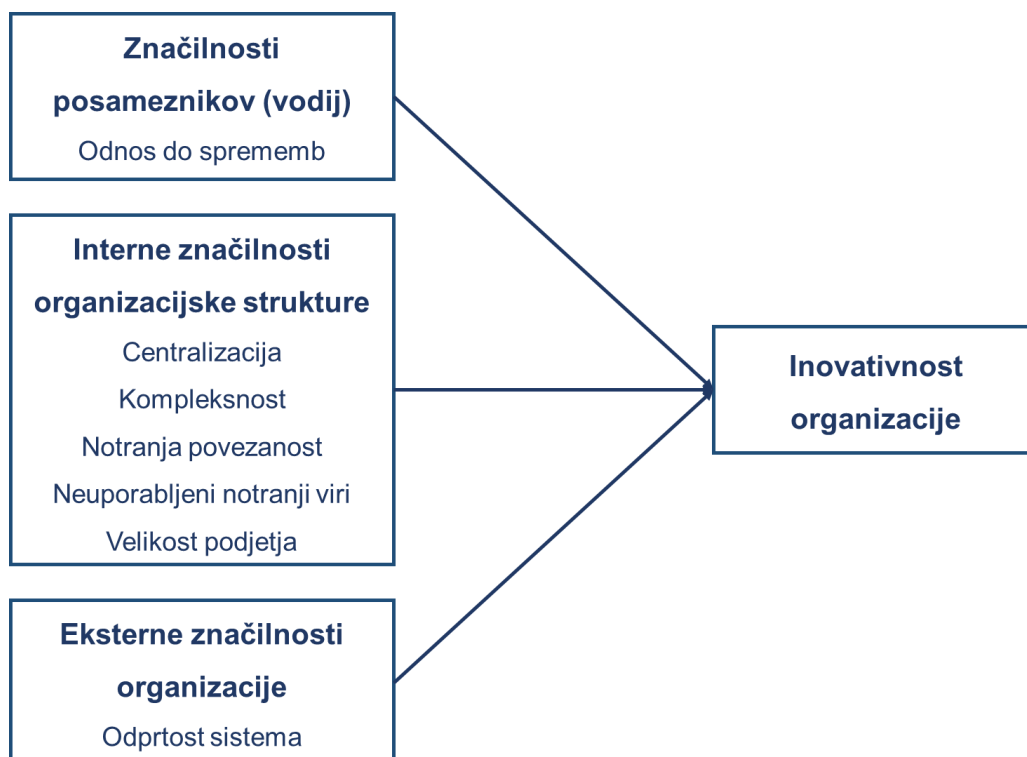 Značilnosti
posameznikov (vodij)
Odnos do sprememb
Interne značilnosti
organizacijske strukture
Centralizacija
Kompleksnost
Notranja povezanost
Neuporabljeni notranji viri
Velikost podjetja
Eksterne značilnosti
organizacije
Odprtost sistema
Inovativnost
organizacije